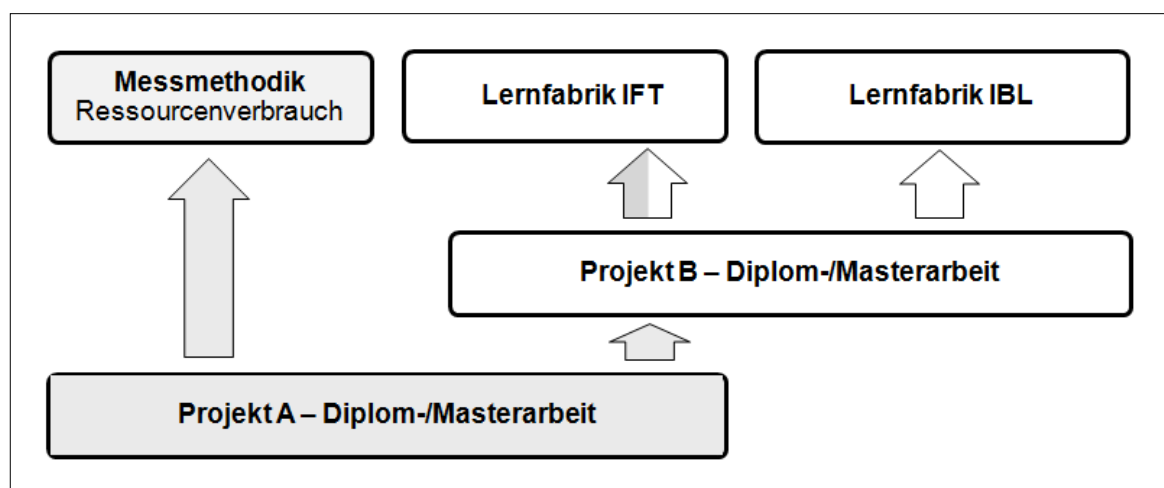 Messmethodik
Ressourcenverbrauch
Lernfabrik IFT
Lernfabrik IBL
Projekt B – Diplom-/Masterarbeit
Projekt A – Diplom-/Masterarbeit